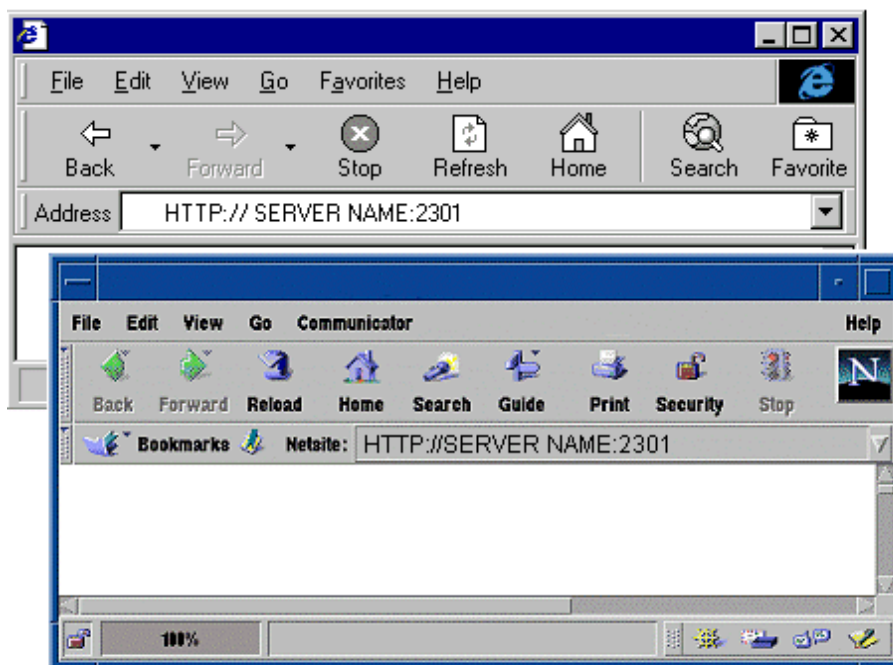 File Edit View Go Favorites Help
Back Forward Stop Refresh Home Search Favorite
Address HTTP:// SERVER NAME:2301
File Edit View Go Communicator Help
Back Forward Reload Home Search Guide Print Security Stop
N
Bookmarks Netsite: HTTP://SERVER NAME:2301
100%